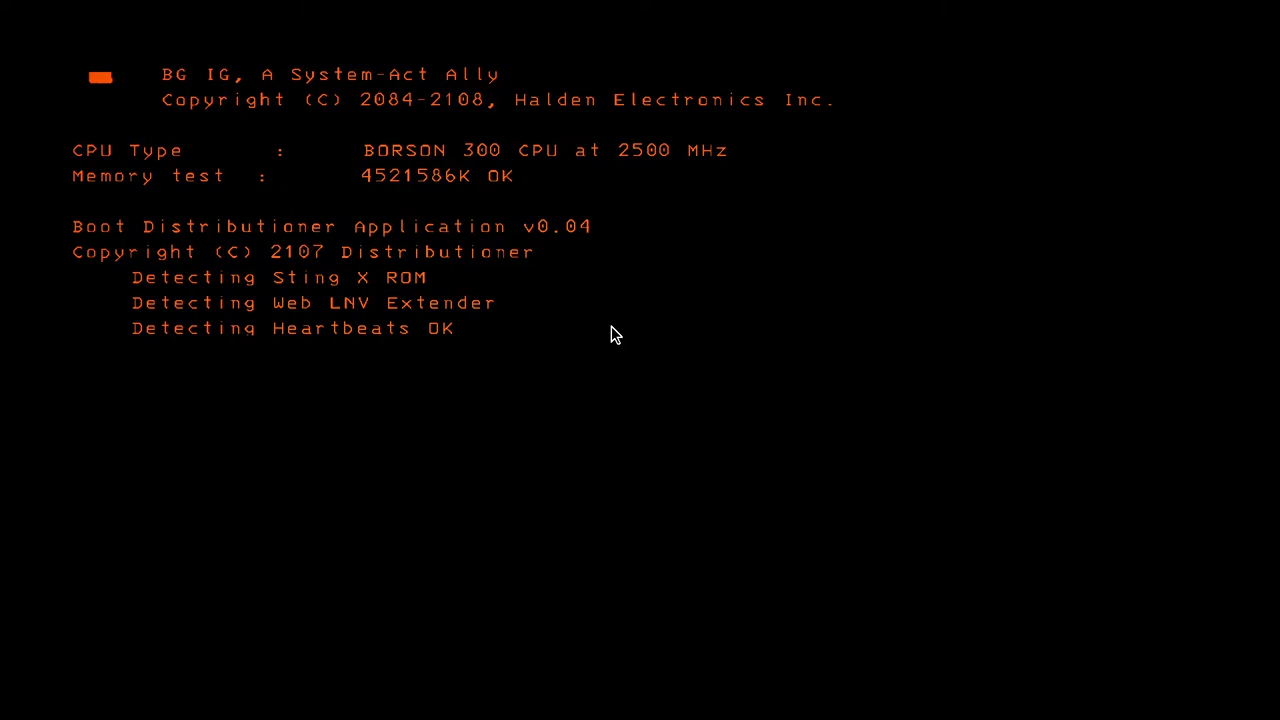 BG IG, A System-Act Ally
Copyright (C) 2084-2108, Halden Electronics Inc.
CPU Type : BORSON 300 CPU at 2500 MHz
Memory test : 4521586K OK
Boot Distributioner Application v0.04
Copyright (C) 2107 Distributioner
Detecting Sting X ROM
Detecting Web LNV Extender
Detecting Heartbeats OK